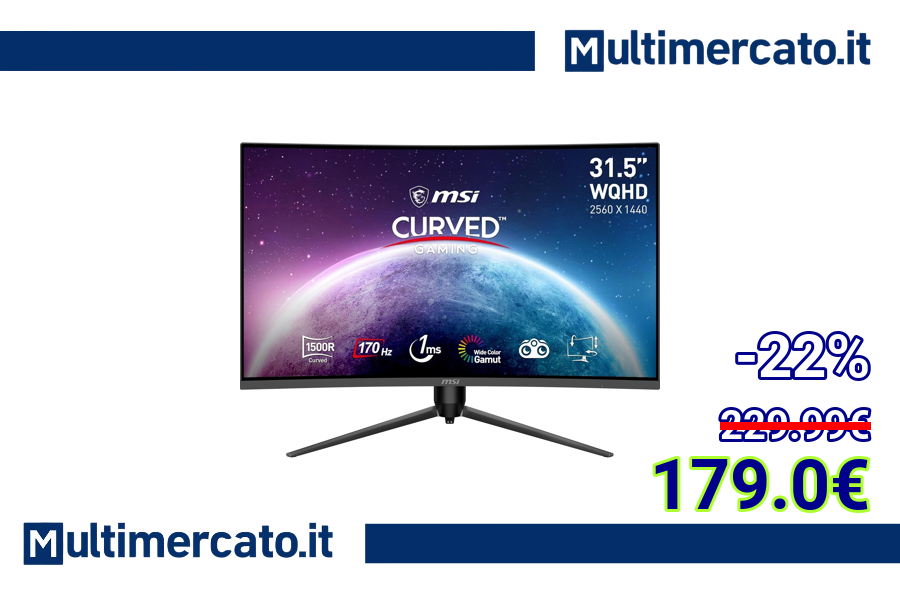 Multimercato.it
31.5”
WQHD
2560 X 1440
msi
CURVED™
GAMING
1500R
Curved
170 Hz
1ms
Wide Color
Gamut
msi
-22%
229.99€
179.0€
Multimercato.it